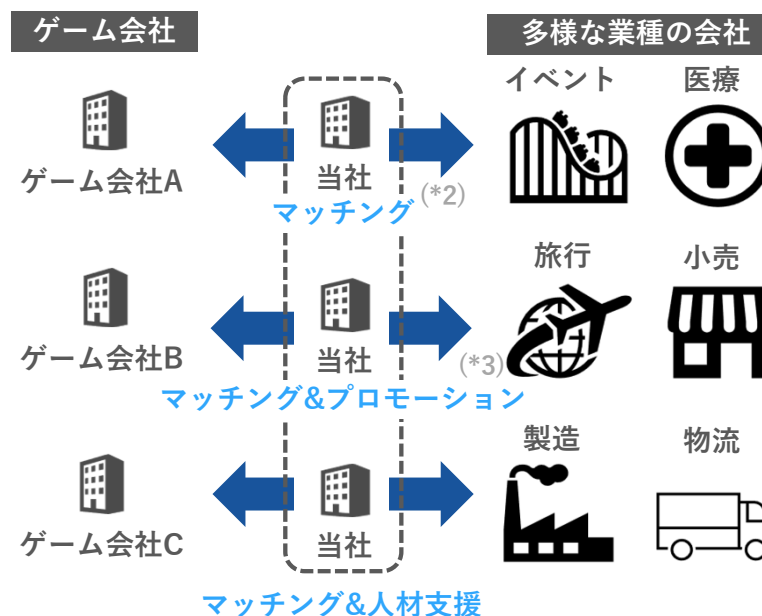 ゲーム会社
多様な業種の会社
イベント
医療
ゲーム会社A
当社
マッチング
(*2)
旅行
小売
ゲーム会社B
当社
(*3)
マッチング&プロモーション
製造
物流
ゲーム会社C
当社
マッチング&人材支援